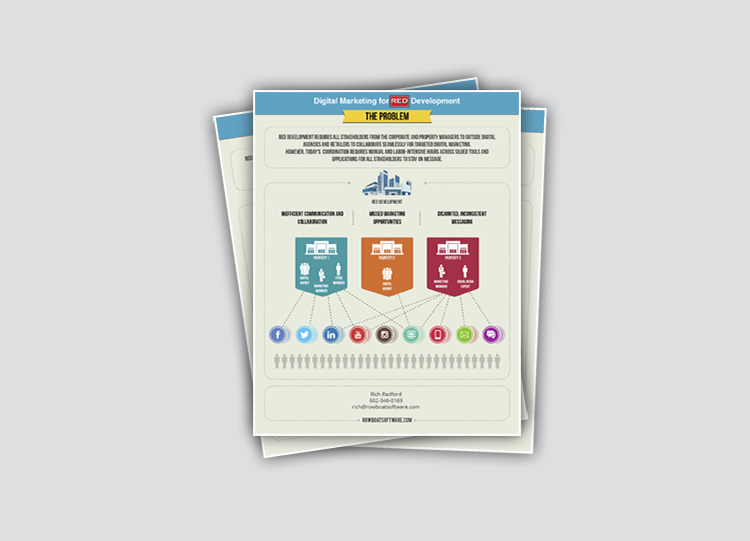 Digital Marketing for RED Development
THE PROBLEM
RED DEVELOPMENT REQUIRES ALL STAKEHOLDERS FROM THE CORPORATE AND PROPERTY MANAGERS TO OUTSIDE DIGITAL
AGENCIES AND RETAILERS TO COLLABORATE SEAMLESSLY FOR TARGETED DIGITAL MARKETING.
HOWEVER, TODAY'S COORDINATION REQUIRES MANUAL AND LABOR-INTENSIVE HOURS ACROSS SILOED TOOLS AND
APPLICATIONS FOR ALL STAKEHOLDERS TO STAY ON MESSAGE.
RED DEVELOPMENT
INEFFICIENT COMMUNICATION AND
COLLABORATION
MISSED MARKETING
OPPORTUNITIES
DISJOINTED, INCONSISTENT
MESSAGING
PROPERTY 1
DIGITAL
AGENCY
MARKETING
MANAGER
STORE
MANAGER
PROPERTY 2
DIGITAL
AGENCY
PROPERTY 3
MARKETING
MANAGER
SOCIAL MEDIA
EXPERT
f
in
You
Rich Radford
602-346-0169
rich@rowboatsoftware.com
ROWBOATSOFTWARE.COM